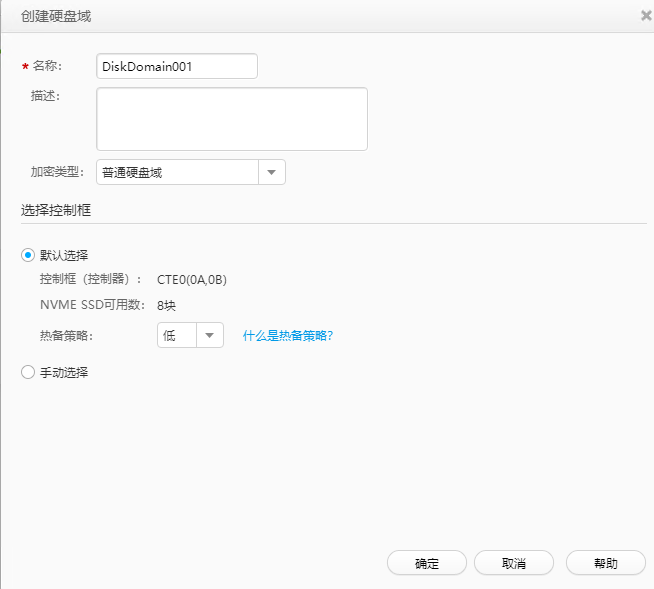 创建硬盘域
* 名称: DiskDomain001
描述:
加密类型: 普通硬盘域
选择控制框
默认选择
控制框（控制器）: CTE0(0A,0B)
NVME SSD可用数: 8块
热备策略: 低 什么是热备策略?
手动选择
确定 取消 帮助